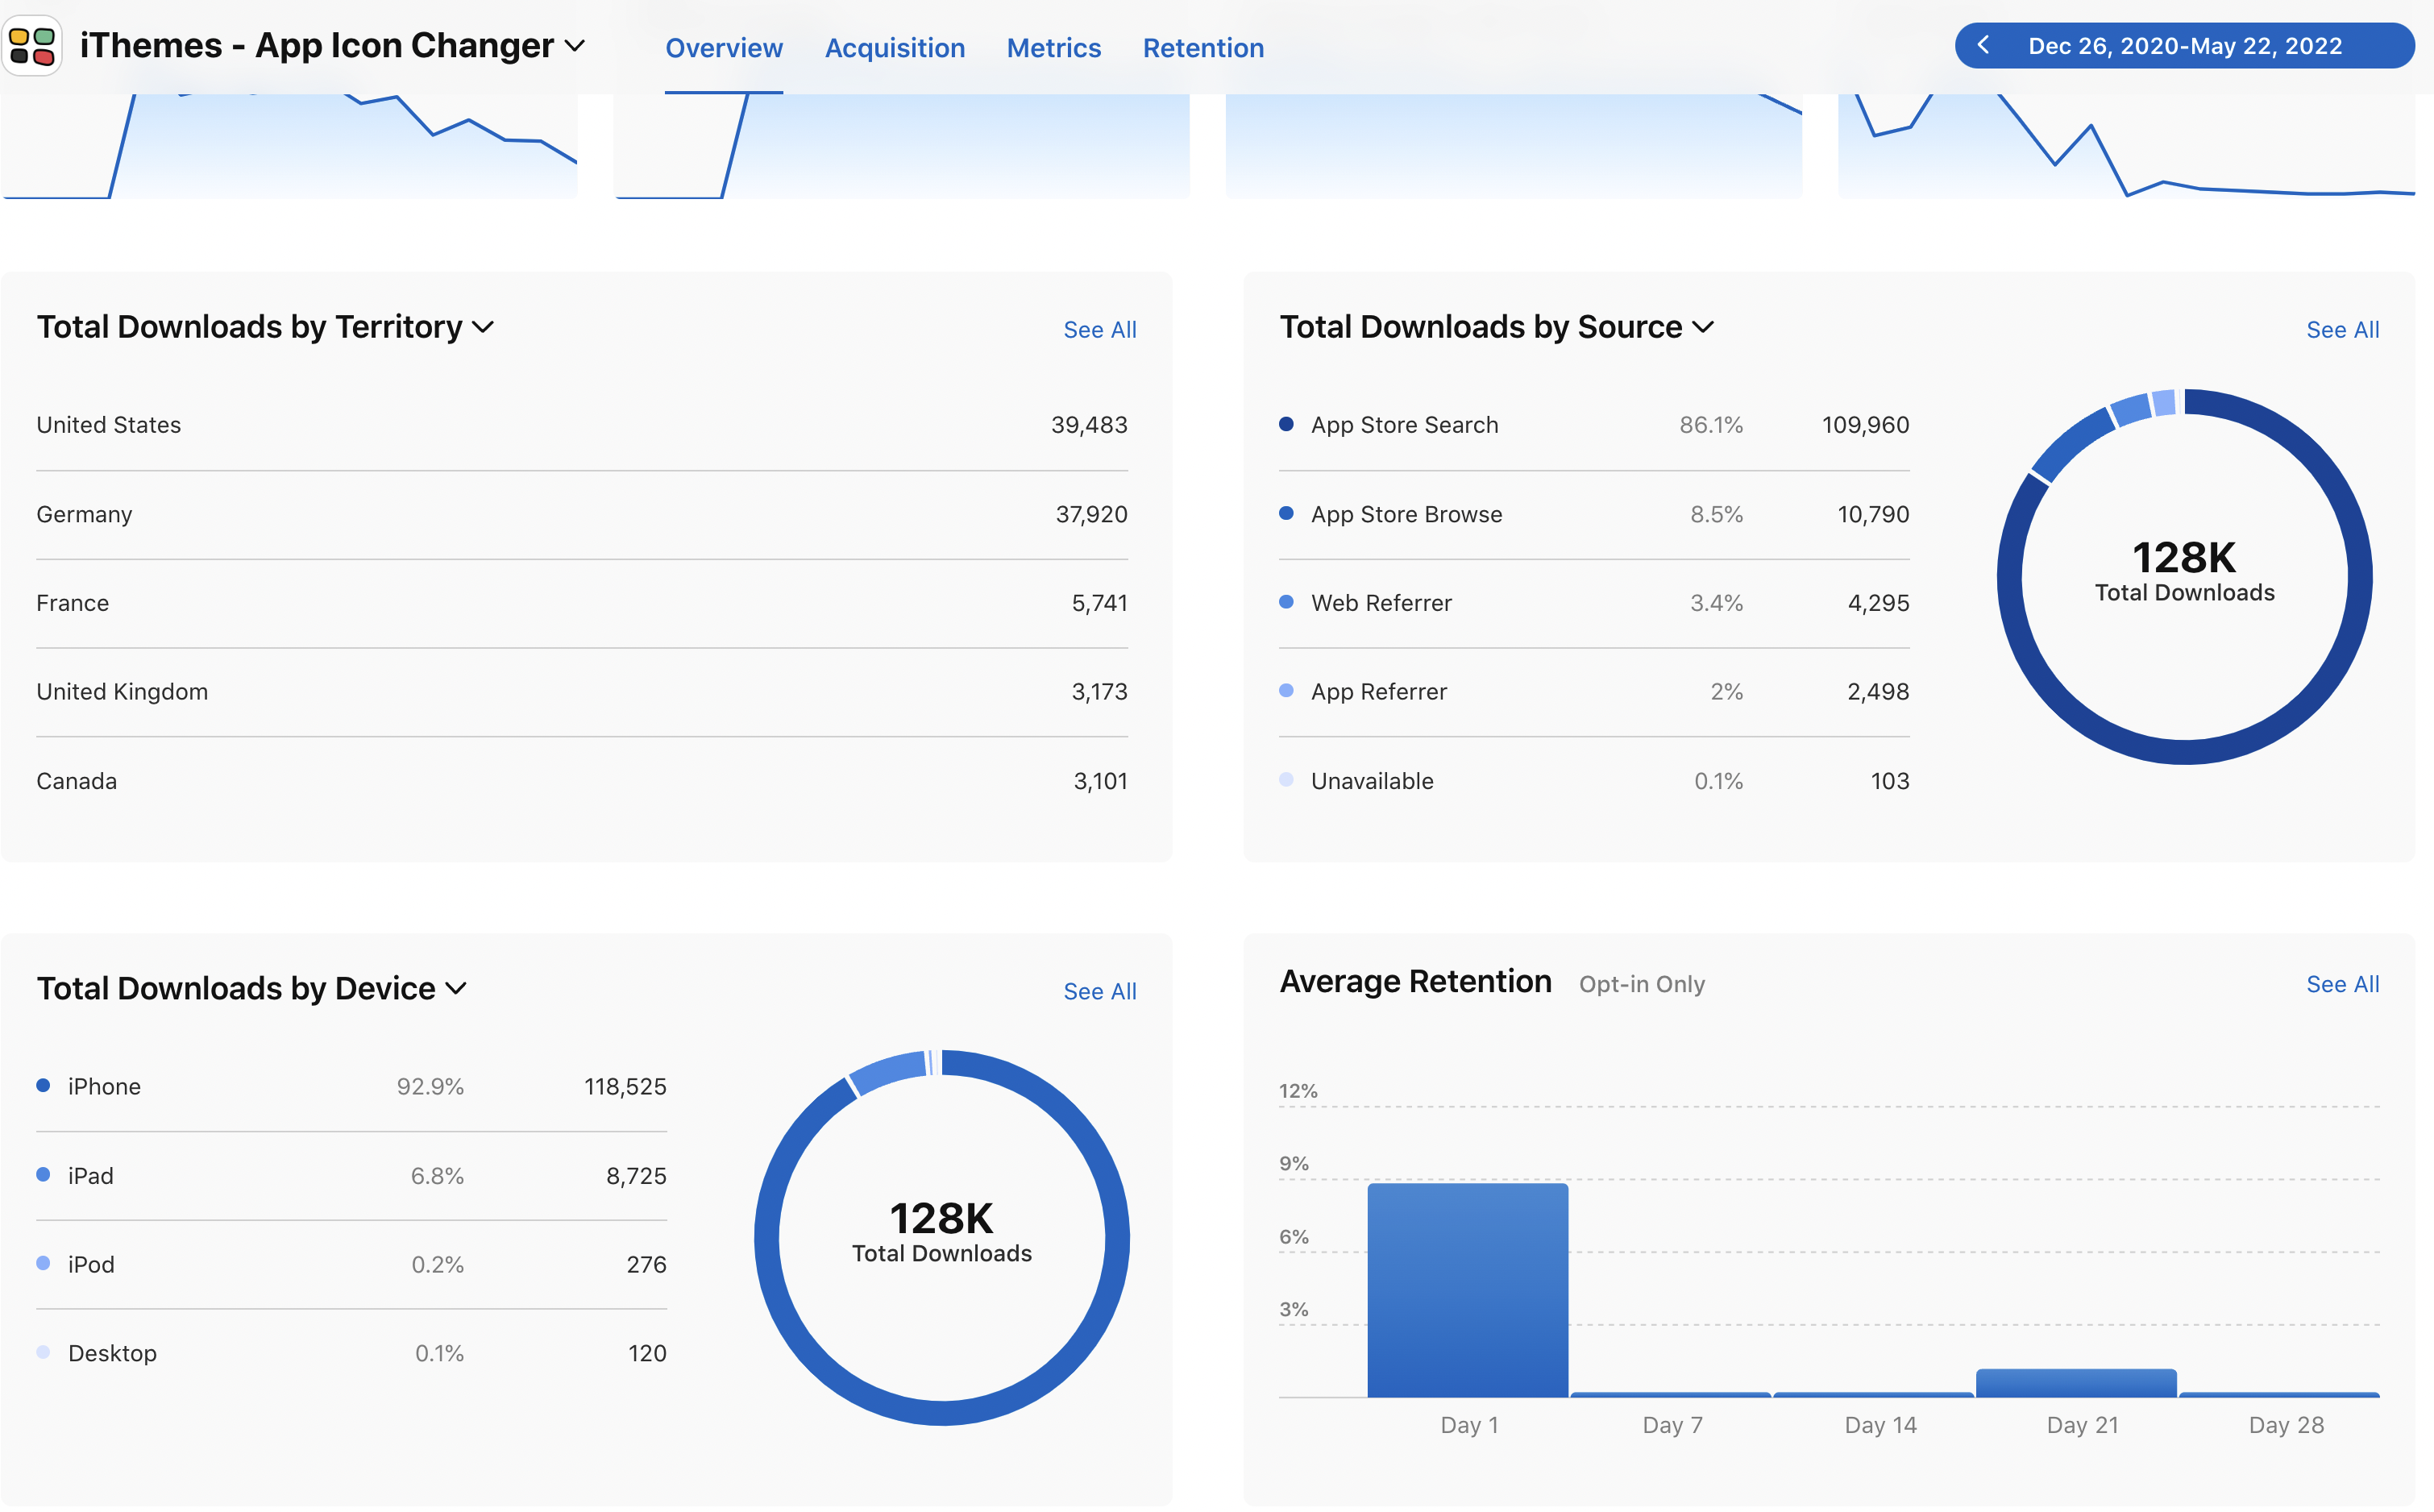 iThemes - App Icon Changer
Overview Acquisition Metrics Retention
Dec 26, 2020-May 22, 2022
Total Downloads by Territory
See All
United States 39,483
Germany 37,920
France 5,741
United Kingdom 3,173
Canada 3,101
Total Downloads by Source
See All
App Store Search 86.1% 109,960
App Store Browse 8.5% 10,790
Web Referrer 3.4% 4,295
App Referrer 2% 2,498
Unavailable 0.1% 103
128K
Total Downloads
Total Downloads by Device
See All
iPhone 92.9% 118,525
iPad 6.8% 8,725
iPod 0.2% 276
Desktop 0.1% 120
128K
Total Downloads
Average Retention Opt-in Only
See All
12%
9%
6%
3%
Day 1 Day 7 Day 14 Day 21 Day 28